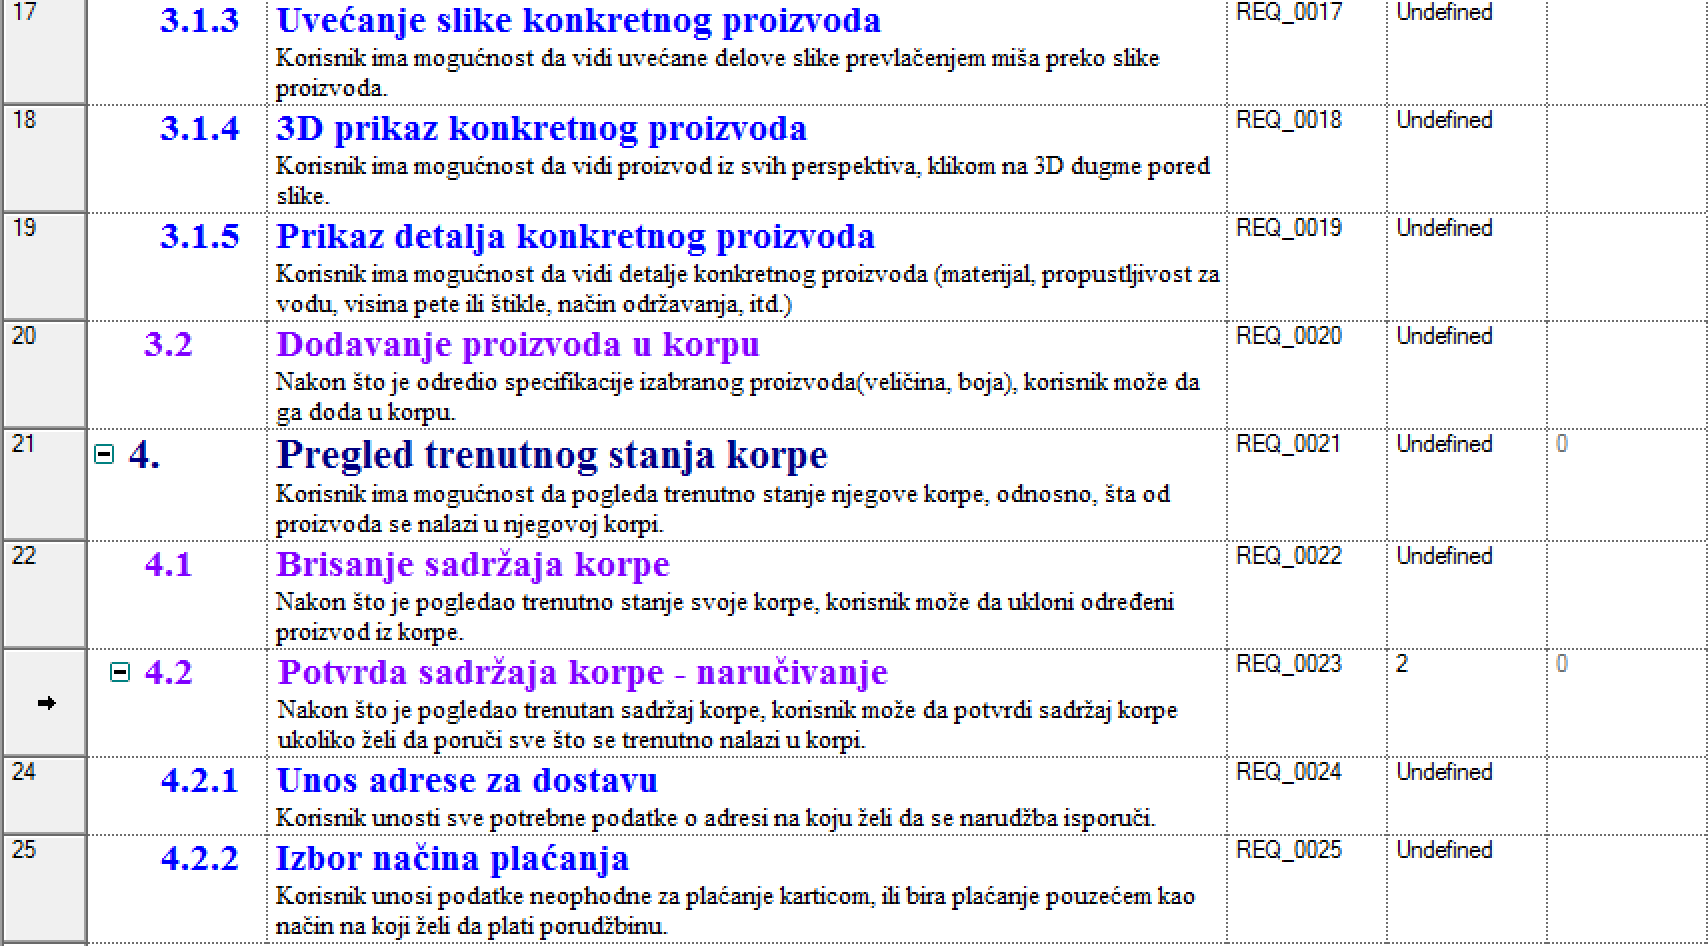 17 3.1.3 Uvećanje slike konkretnog proizvoda REQ_0017 Undefined
Korisnik ima mogućnost da vidi uvećane delove slike prevlačenjem miša preko slike
proizvoda.
18 3.1.4 3D prikaz konkretnog proizvoda REQ_0018 Undefined
Korisnik ima mogućnost da vidi proizvod iz svih perspektiva, klikom na 3D dugme pored
slike.
19 3.1.5 Prikaz detalja konkretnog proizvoda REQ_0019 Undefined
Korisnik ima mogućnost da vidi detalje konkretnog proizvoda (materijal, propustljivost za
vodu, visina pete ili štikle, način održavanja, itd.)
20 3.2 Dodavanje proizvoda u korpu REQ_0020 Undefined
Nakon što je odredio specifikacije izabranog proizvoda(veličina, boja), korisnik može da
ga doda u korpu.
21 4. Pregled trenutnog stanja korpe REQ_0021 Undefined 0
Korisnik ima mogućnost da pogleda trenutno stanje njegove korpe, odnosno, šta od
proizvoda se nalazi u njegovoj korpi.
22 4.1 Brisanje sadržaja korpe REQ_0022 Undefined
Nakon što je pogledao trenutno stanje svoje korpe, korisnik može da ukloni određeni
proizvod iz korpe.
4.2 Potvrda sadržaja korpe - naručivanje REQ_0023 2 0
Nakon što je pogledao trenutan sadržaj korpe, korisnik može da potvrdi sadržaj korpe
ukoliko želi da poruči sve što se trenutno nalazi u korpi.
24 4.2.1 Unos adrese za dostavu REQ_0024 Undefined
Korisnik unosti sve potrebne podatke o adresi na koju želi da se narudžba isporuči.
25 4.2.2 Izbor načina plaćanja REQ_0025 Undefined
Korisnik unosi podatke neophodne za plaćanje karticom, ili bira plaćanje pouzećem kao
način na koji želi da plati porudžbinu.